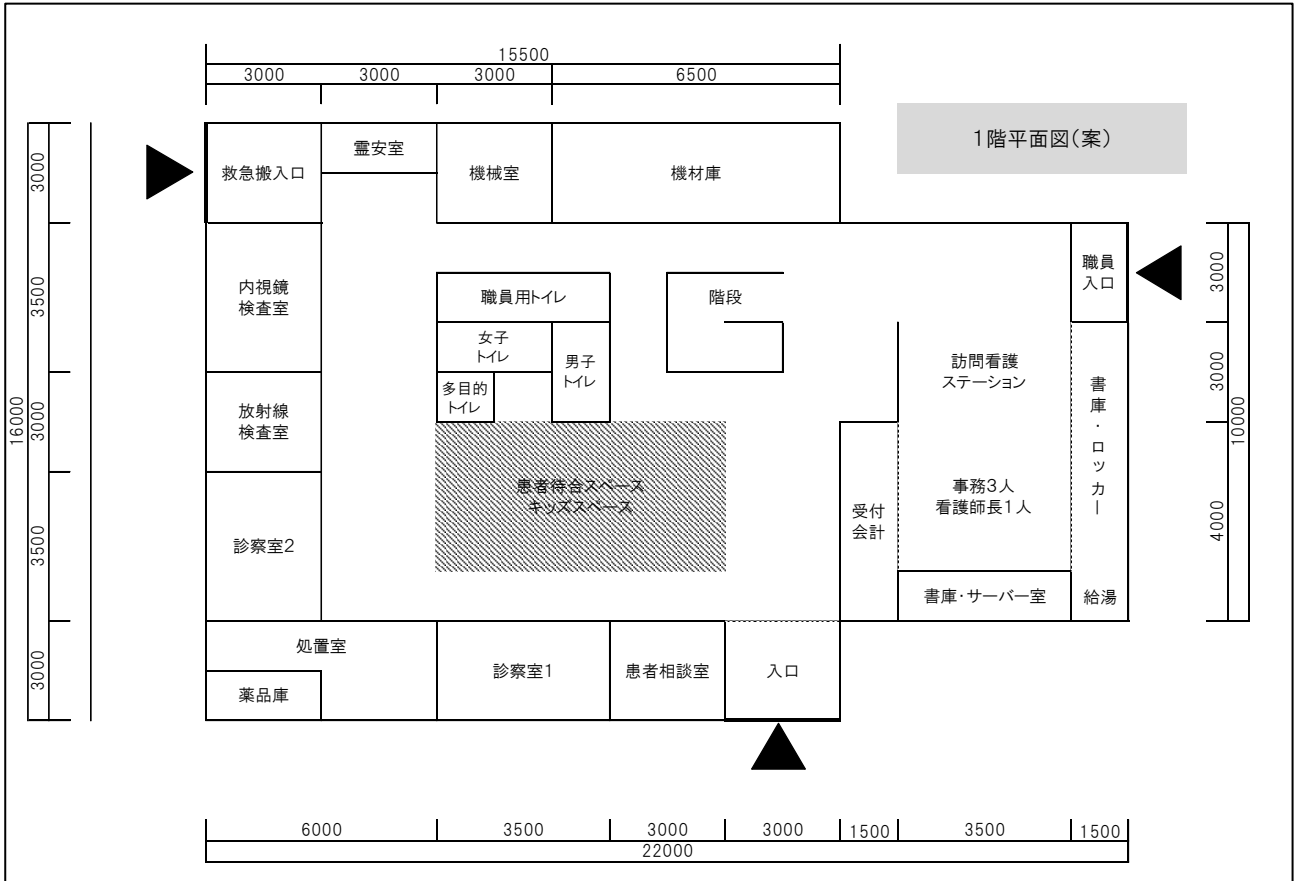 15500
3000
3000
3000
6500
1階平面図(案)
救急搬入口
霊安室
機械室
機材庫
3000
3500
3000
3500
3000
16000
内視鏡
検査室
職員用トイレ
階段
職員
入口
3000
3000
4000
10000
女子
トイレ
男子
トイレ
多目的
トイレ
放射線
検査室
訪問看護
ステーション
書庫・ロッカー
患者待合スペース
キッズスペース
事務3人
看護師長1人
受付
会計
診察室2
書庫・サーバー室
給湯
処置室
薬品庫
診察室1
患者相談室
入口
6000
3500
3000
3000
1500
3500
1500
22000